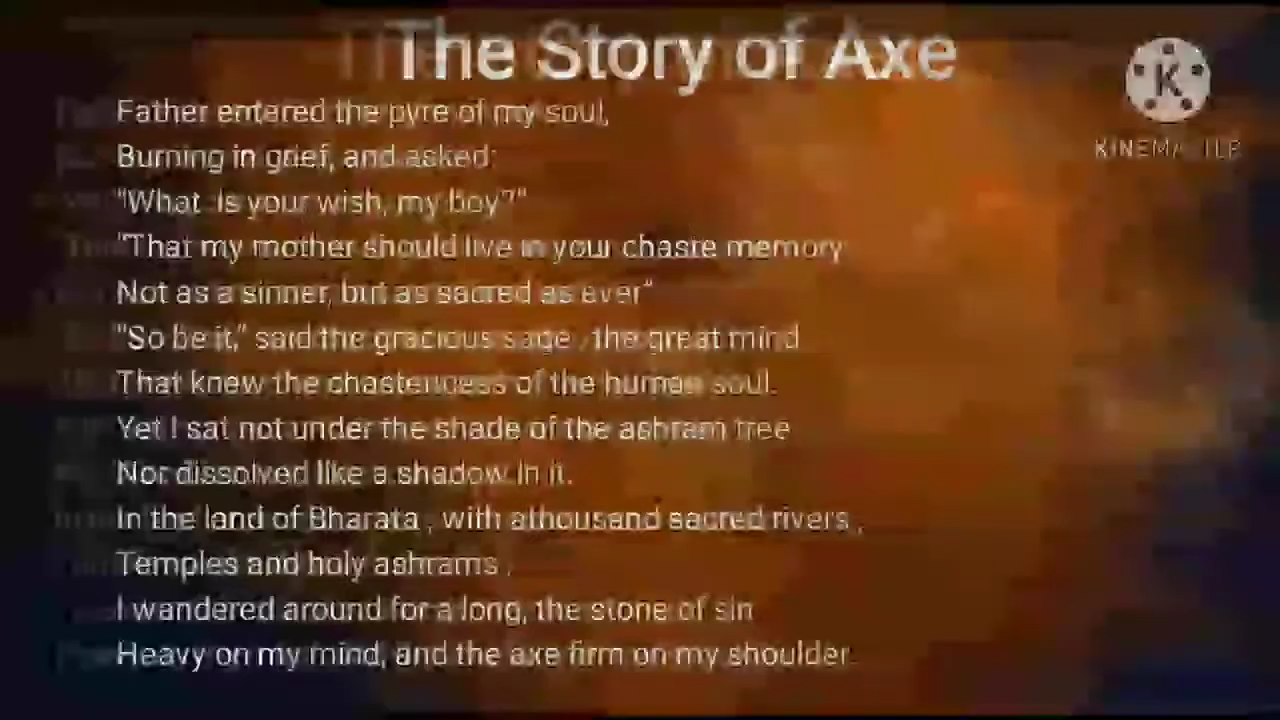 The Story of Axe
Father entered the pyre of my soul,
Burning in grief, and asked:
"What is your wish, my boy?"
"That my mother should live in your chaste memory
Not as a sinner, but as sacred as ever"
"So be it," said the gracious sage , the great mind
That knew the chasteness of the human soul.
Yet I sat not under the shade of the ashram tree
Nor dissolved like a shadow in it.
In the land of Bharata , with athousand sacred rivers ,
Temples and holy ashrams ,
I wandered around for a long, the stone of sin
Heavy on my mind, and the axe firm on my shoulder
KINEMASTER